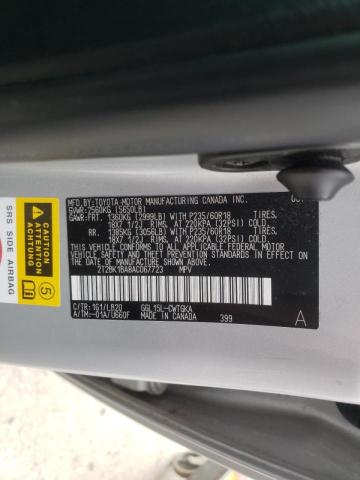 MFD.BY:TOYOTA MOTOR MANUFACTURING CANADA INC.
GVWR:2560KG (5650LB)
GAWR:FRT. 1360KG (2999LB) WITH P235/60R18 TIRES,
18X7 1/2J RIMS, AT 220KPA (32PSI) COLD.
RR. 1386KG (3056LB) WITH P235/60R18 TIRES,
18X7 1/2J RIMS, AT 220KPA (32PSI) COLD.
THIS VEHICLE CONFORMS TO ALL APPLICABLE FEDERAL MOTOR
VEHICLE SAFETY AND THEFT PREVENTION STANDARDS IN
EFFECT ON THE DATE OF MANUFACTURE
SHOWN ABOVE.
2T2BK1BA8AC067723 MPV
C/TR:1G1/LB20 GGL15L-CWTGKA
A/TM:-01A/U660F MADE IN CANADA 399
A
SRS SIDE AIRBAG
CAUTION
ATTENTION
ACHTUNG
5